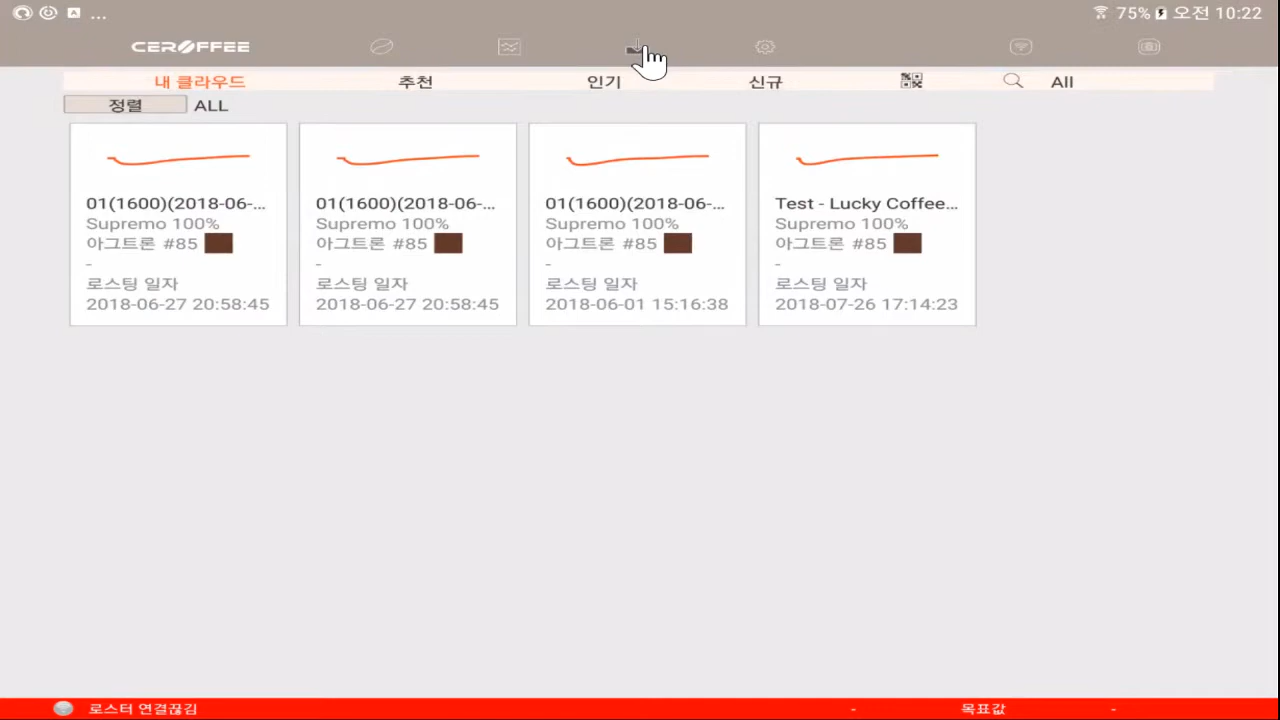 ... 75% 오전 10:22
CEROFFEE
내 클라우드 추천 인기 신규 All
정렬 ALL
01(1600)(2018-06-...
Supremo 100%
아그트론 #85
-
로스팅 일자
2018-06-27 20:58:45
01(1600)(2018-06-...
Supremo 100%
아그트론 #85
-
로스팅 일자
2018-06-27 20:58:45
01(1600)(2018-06-...
Supremo 100%
아그트론 #85
-
로스팅 일자
2018-06-01 15:16:38
Test - Lucky Coffee...
Supremo 100%
아그트론 #85
-
로스팅 일자
2018-07-26 17:14:23
로스터 연결끊김 - 목표값 -